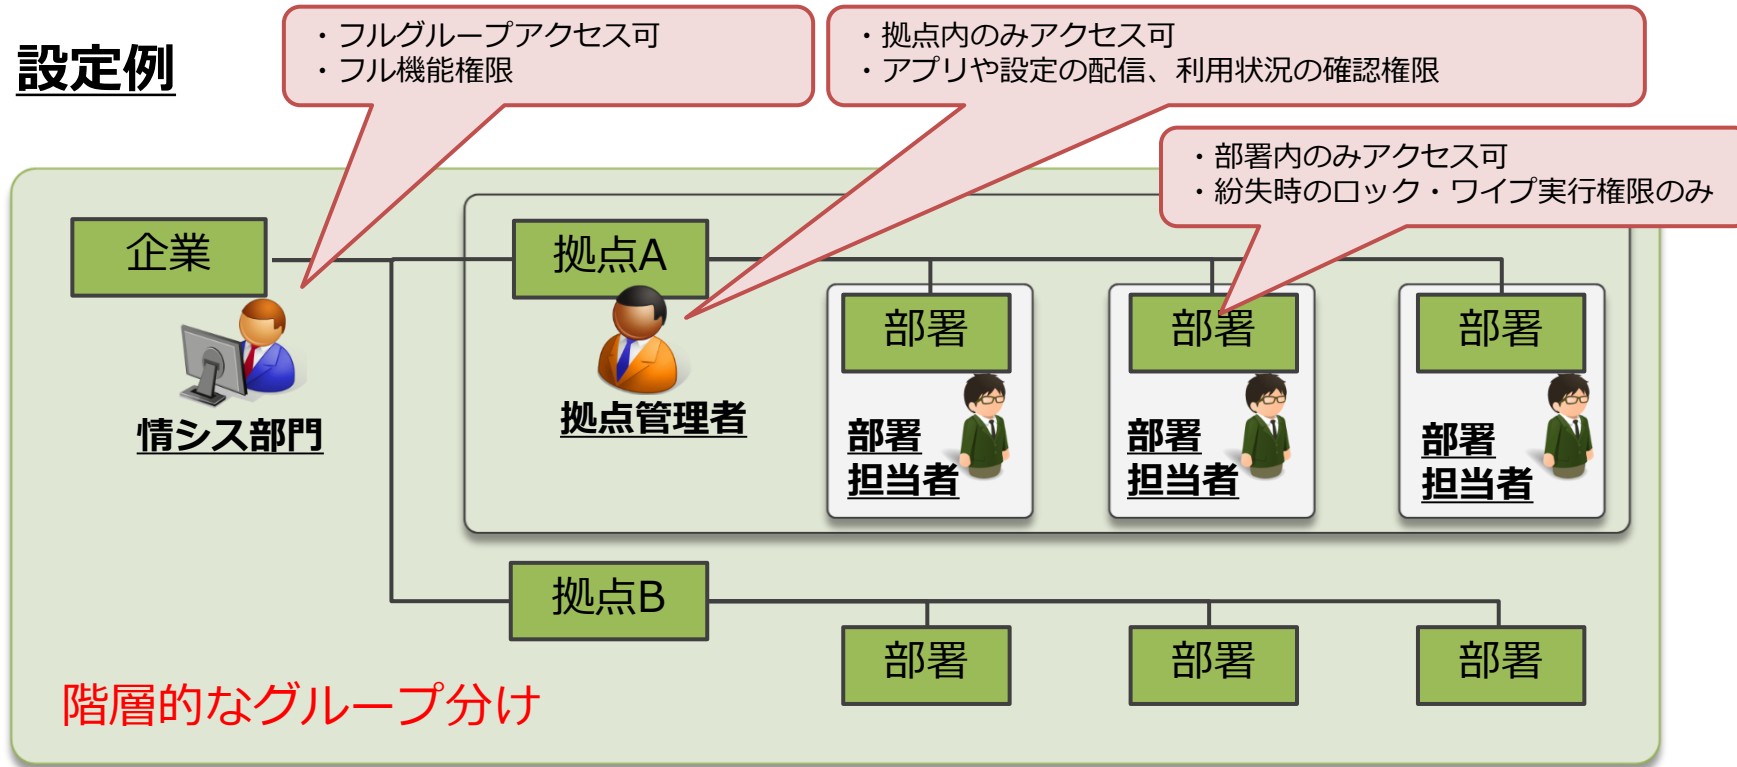 設定例
・フルグループアクセス可
・フル機能権限
・拠点内のみアクセス可
・アプリや設定の配信、利用状況の確認権限
・部署内のみアクセス可
・紛失時のロック・ワイプ実行権限のみ
企業
情シス部門
拠点A
拠点管理者
部署
部署
担当者
部署
部署
担当者
部署
部署
担当者
拠点B
部署
部署
部署
階層的なグループ分け